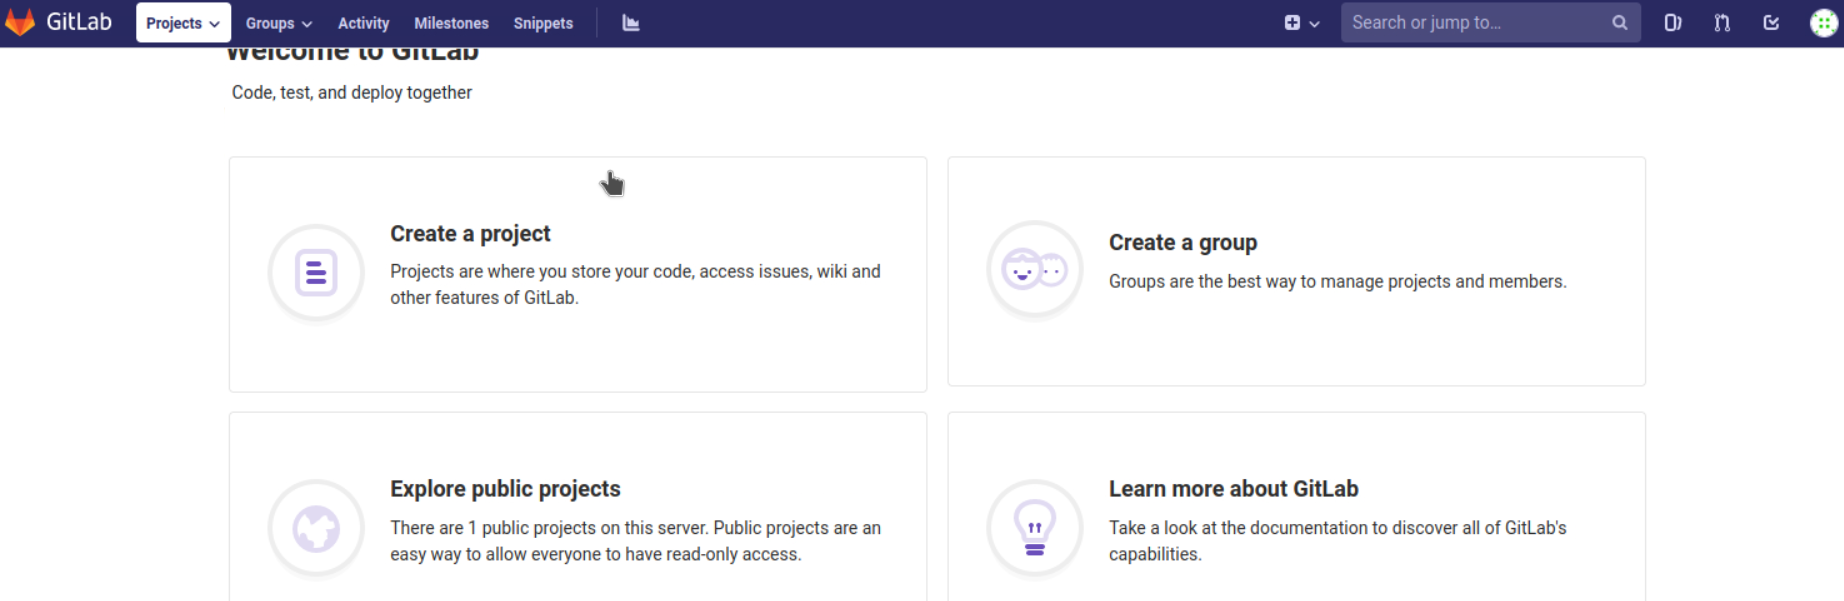 GitLab Projects Groups Activity Milestones Snippets Search or jump to...
Welcome to GitLab
Code, test, and deploy together
Create a project
Projects are where you store your code, access issues, wiki and
other features of GitLab.
Create a group
Groups are the best way to manage projects and members.
Explore public projects
There are 1 public projects on this server. Public projects are an
easy way to allow everyone to have read-only access.
Learn more about GitLab
Take a look at the documentation to discover all of GitLab's
capabilities.